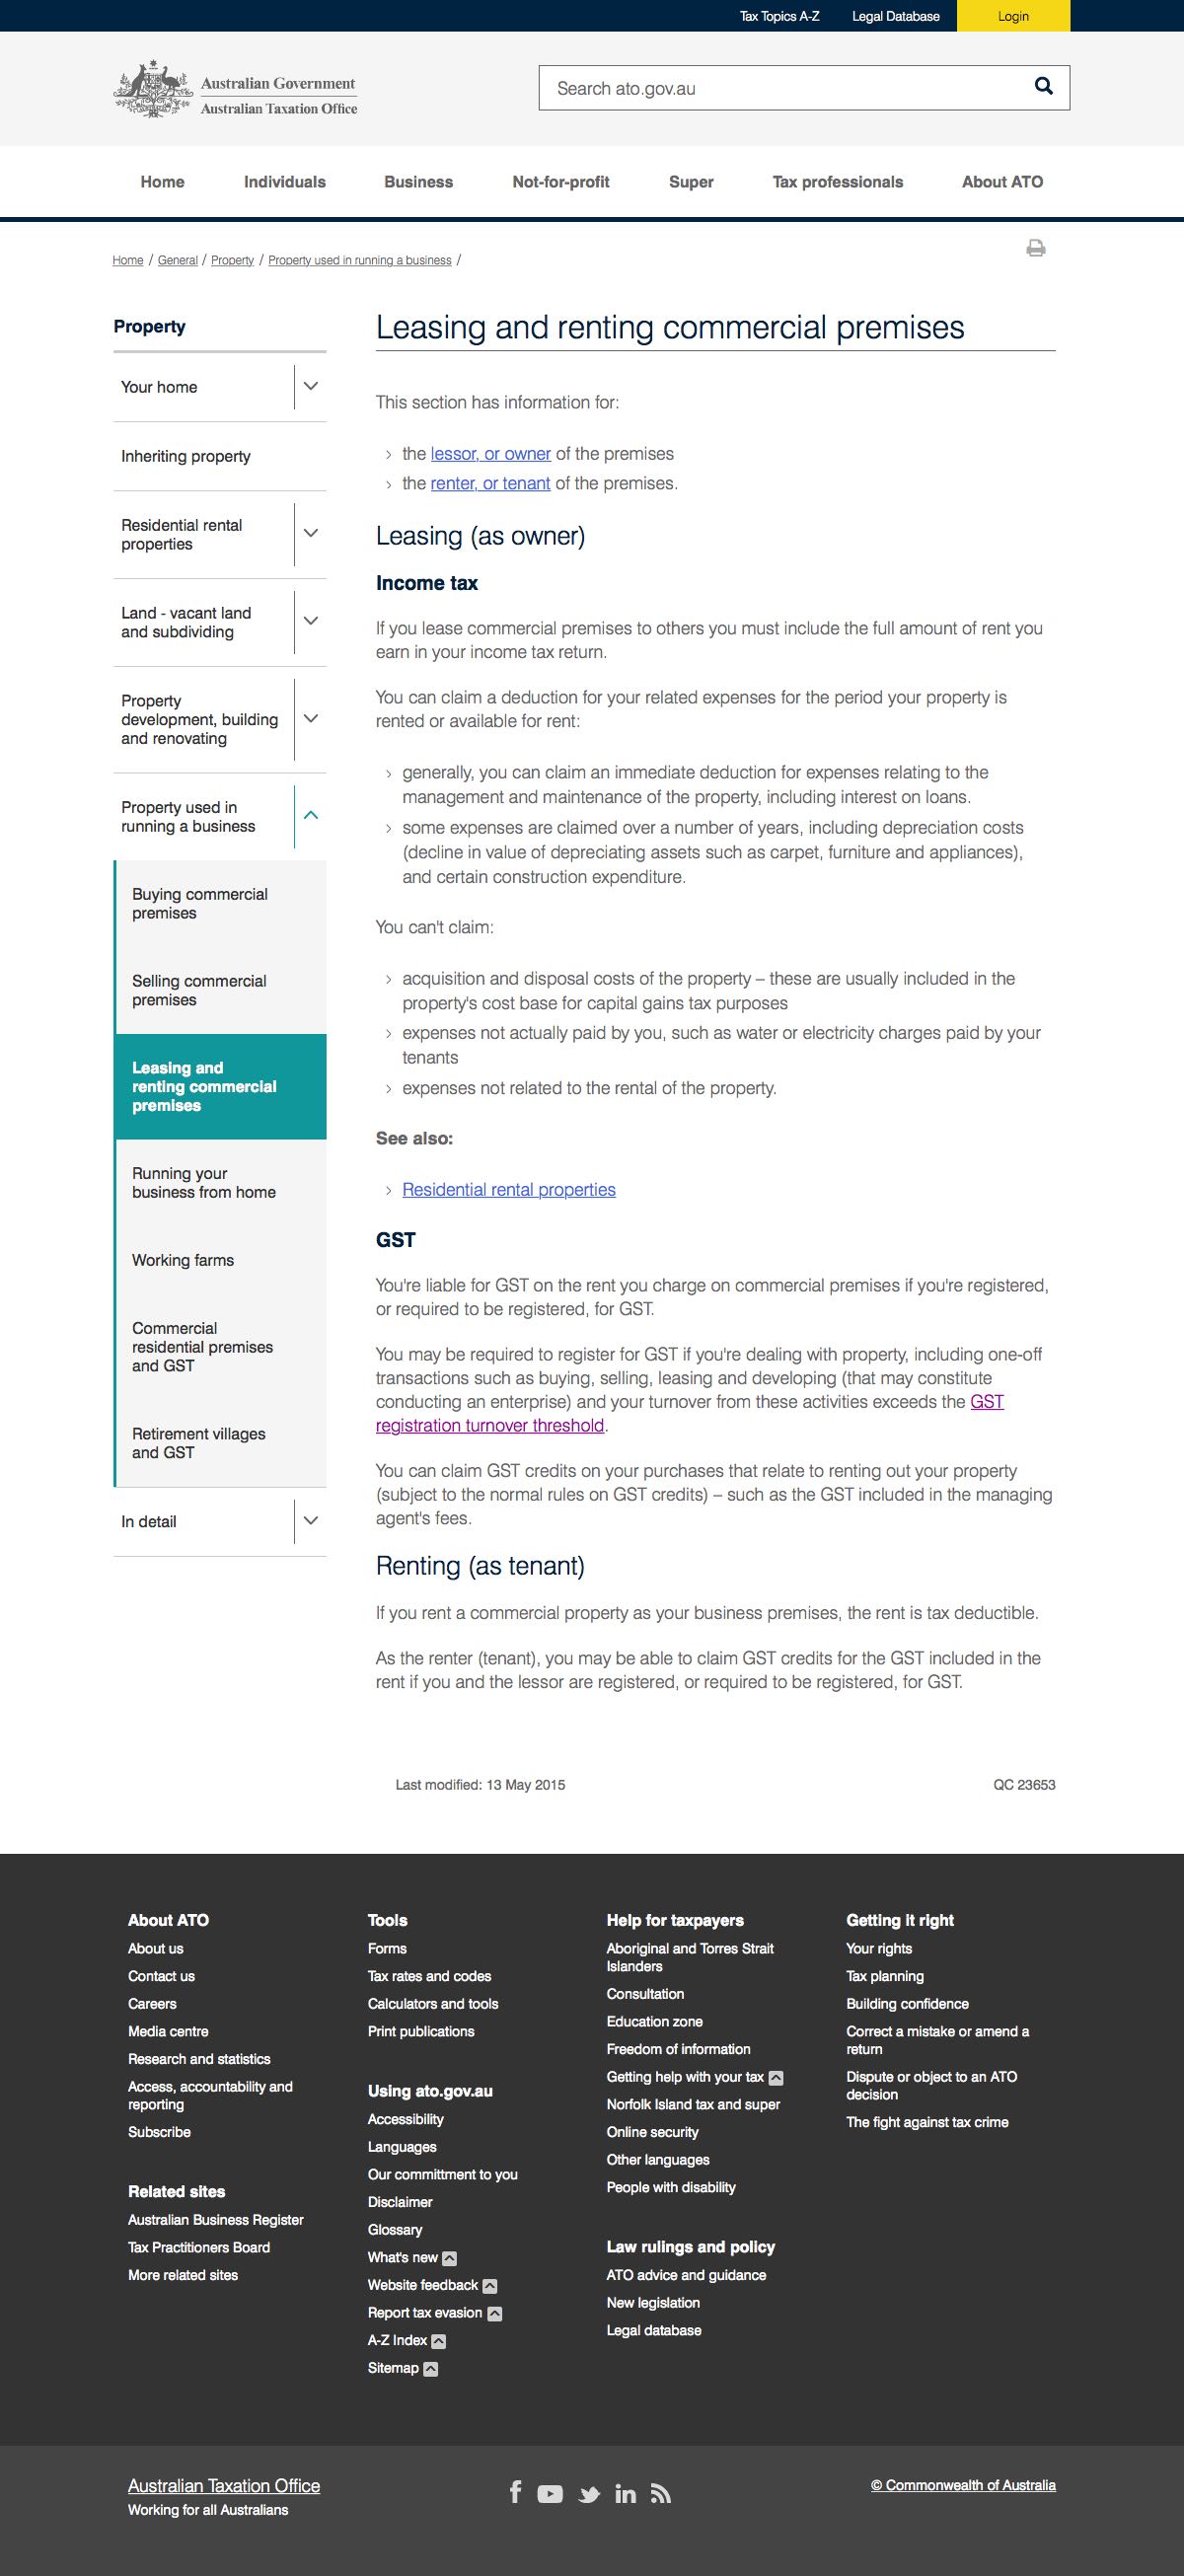 Tax Topics A-Z Legal Database Login
Australian Government
Australian Taxation Office
Search ato.gov.au
Home Individuals Business Not-for-profit Super Tax professionals About ATO
Home / General / Property / Property used in running a business /
Property
Your home
Inheriting property
Residential rental
properties
Land - vacant land
and subdividing
Property
development, building
and renovating
Property used in
running a business
Buying commercial
premises
Selling commercial
premises
Leasing and
renting commercial
premises
Running your
business from home
Working farms
Commercial
residential premises
and GST
Retirement villages
and GST
In detail
Leasing and renting commercial premises
This section has information for:
the lessor, or owner of the premises
the renter, or tenant of the premises.
Leasing (as owner)
Income tax
If you lease commercial premises to others you must include the full amount of rent you
earn in your income tax return.
You can claim a deduction for your related expenses for the period your property is
rented or available for rent:
generally, you can claim an immediate deduction for expenses relating to the
management and maintenance of the property, including interest on loans.
some expenses are claimed over a number of years, including depreciation costs
(decline in value of depreciating assets such as carpet, furniture and appliances),
and certain construction expenditure.
You can't claim:
acquisition and disposal costs of the property – these are usually included in the
property's cost base for capital gains tax purposes
expenses not actually paid by you, such as water or electricity charges paid by your
tenants
expenses not related to the rental of the property.
See also:
Residential rental properties
GST
You're liable for GST on the rent you charge on commercial premises if you're registered,
or required to be registered, for GST.
You may be required to register for GST if you're dealing with property, including one-off
transactions such as buying, selling, leasing and developing (that may constitute
conducting an enterprise) and your turnover from these activities exceeds the GST
registration turnover threshold.
You can claim GST credits on your purchases that relate to renting out your property
(subject to the normal rules on GST credits) – such as the GST included in the managing
agent's fees.
Renting (as tenant)
If you rent a commercial property as your business premises, the rent is tax deductible.
As the renter (tenant), you may be able to claim GST credits for the GST included in the
rent if you and the lessor are registered, or required to be registered, for GST.
Last modified: 13 May 2015 QC 23653
About ATO
About us
Contact us
Careers
Media centre
Research and statistics
Access, accountability and
reporting
Subscribe
Related sites
Australian Business Register
Tax Practitioners Board
More related sites
Tools
Forms
Tax rates and codes
Calculators and tools
Print publications
Using ato.gov.au
Accessibility
Languages
Our committment to you
Disclaimer
Glossary
What's new
Website feedback
Report tax evasion
A-Z Index
Sitemap
Help for taxpayers
Aboriginal and Torres Strait
Islanders
Consultation
Education zone
Freedom of information
Getting help with your tax
Norfolk Island tax and super
Online security
Other languages
People with disability
Law rulings and policy
ATO advice and guidance
New legislation
Legal database
Getting it right
Your rights
Tax planning
Building confidence
Correct a mistake or amend a
return
Dispute or object to an ATO
decision
The fight against tax crime
Australian Taxation Office
Working for all Australians
© Commonwealth of Australia